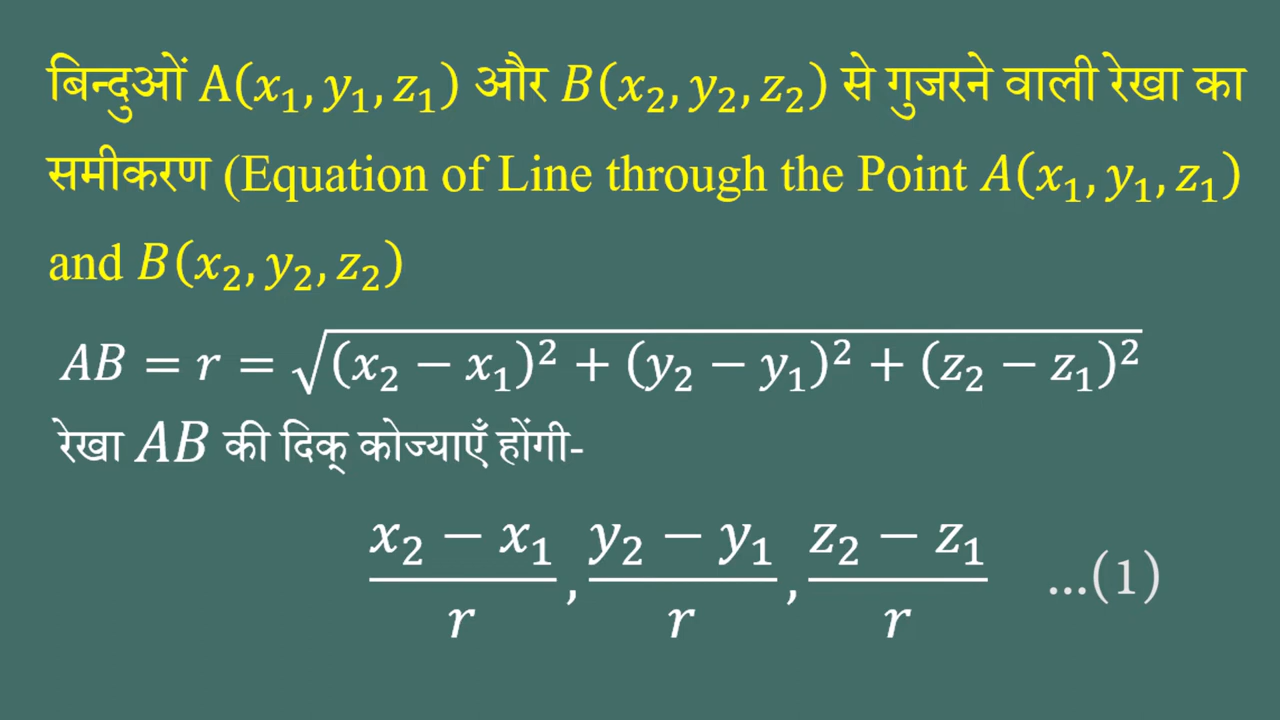 बिन्दुओं A(x₁, y₁, z₁) और B(x₂, y₂, z₂) से गुजरने वाली रेखा का
समीकरण (Equation of Line through the Point A(x₁, y₁, z₁)
and B(x₂, y₂, z₂)
AB = r = √((x₂ − x₁)² + (y₂ − y₁)² + (z₂ − z₁)²)
रेखा AB की दिक् कोज्याएँ होंगी-
(x₂ − x₁)/r , (y₂ − y₁)/r , (z₂ − z₁)/r ...(1)